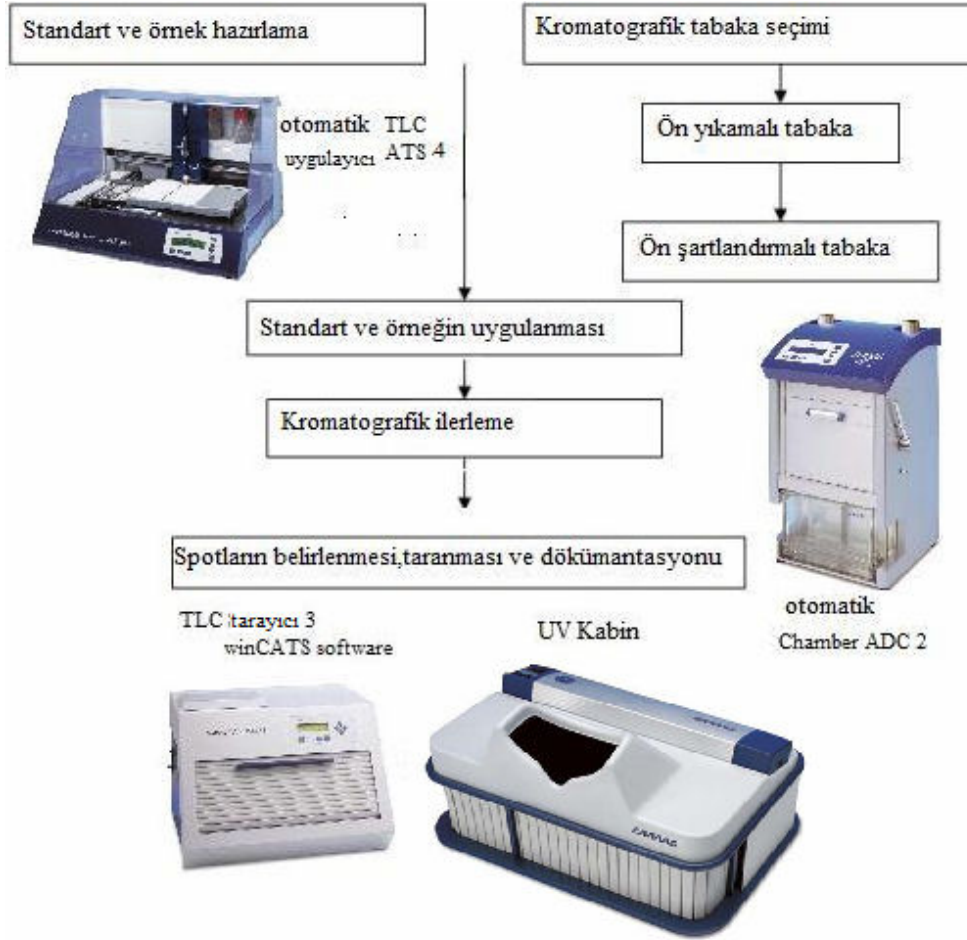 Standart ve örnek hazırlama
Kromatografik tabaka seçimi
otomatik TLC
uygulayıcı ATS 4
Ön yıkamalı tabaka
Ön şartlandırmalı tabaka
Standart ve örneğin uygulanması
Kromatografik ilerleme
Spotların belirlenmesi,taranması ve dökümantasyonu
otomatik
Chamber ADC 2
TLC tarayıcı 3
winCATS software
UV Kabin
CAMAG